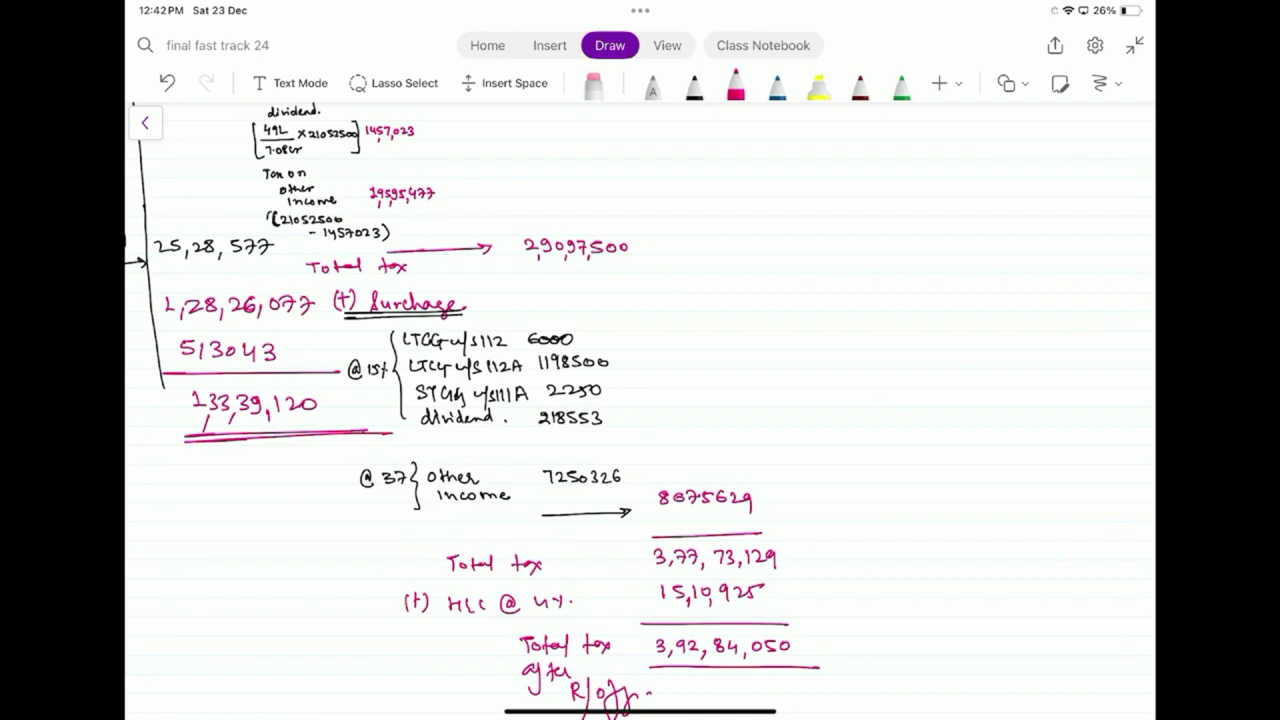 12:42 PM Sat 23 Dec
26%
final fast track 24
Home Insert Draw View Class Notebook
Text Mode Lasso Select Insert Space
A
dividend.
49L × 21052500 1457,023
7.08cr
Tax on
other
income 19595,477
(21052500
- 1457023)
25,28,577 29097500
Total tax
1,28,26,077 (+) Surchage
513043
133,39,120
@ 15%
LTCG u/s 112 6000
LTCG u/s 112A 1198500
STCG u/s 111A 2250
dividend. 218553
@ 37 Other 7250326
income
8675629
Total tax 3,77,73,129
(+) HEC @ 4%. 15,10,925
Total tax 3,92,84,050
after
R/off.